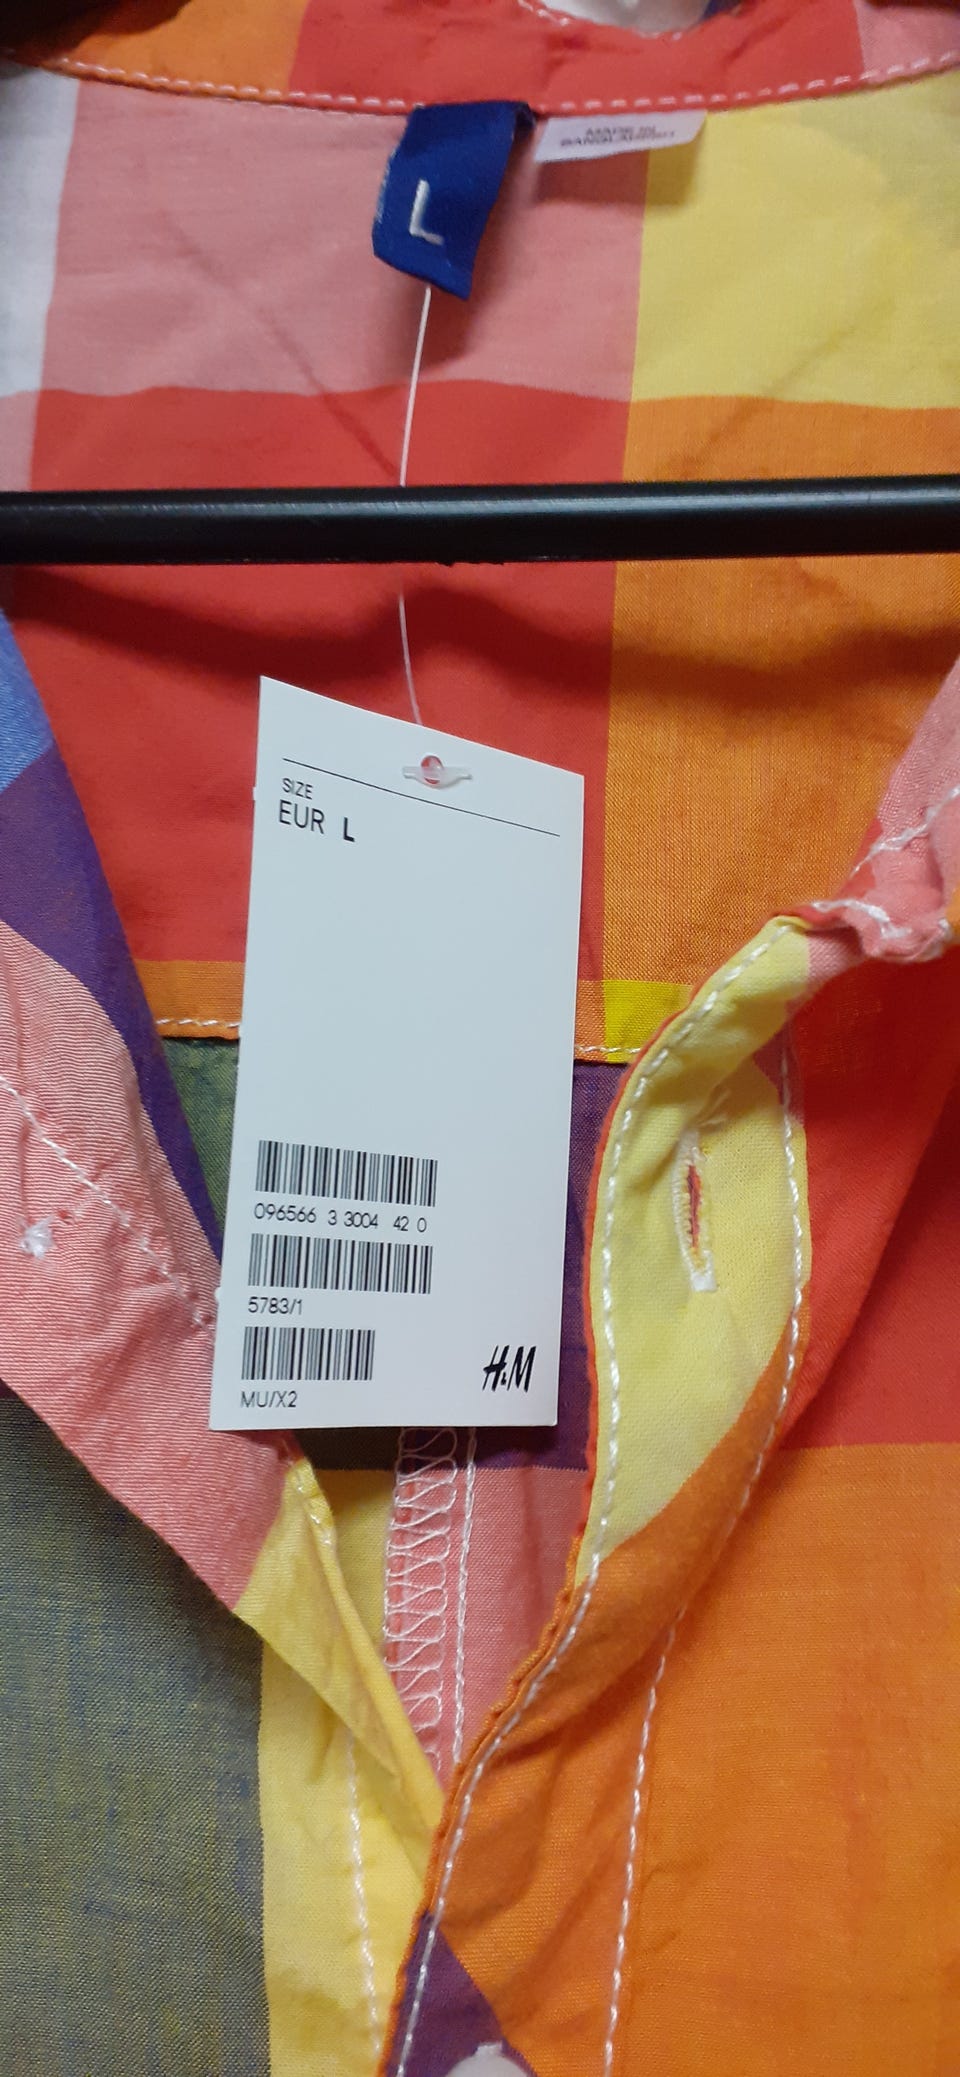 L
MADE IN
BANGLADESH
SIZE
EUR L
096566 3 3004 42 0
5783/1
MU/X2
H&M